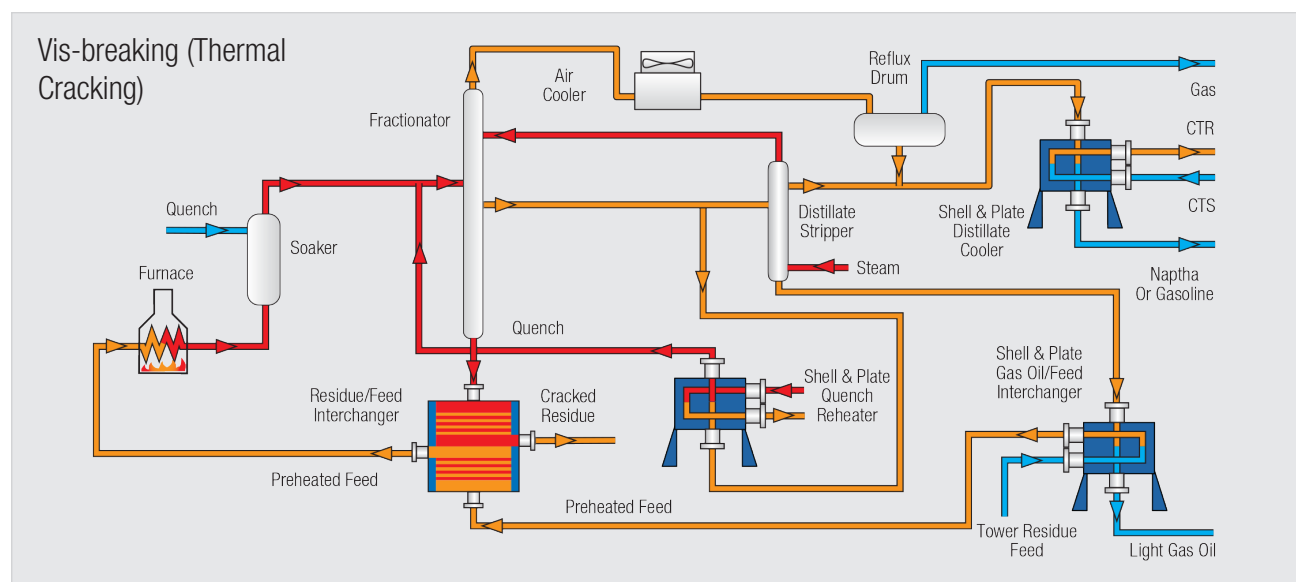 Vis-breaking (Thermal
Cracking)
Air
Cooler
Reflux
Drum
Gas
Fractionator
CTR
CTS
Quench
Soaker
Distillate
Stripper
Shell & Plate
Distillate
Cooler
Steam
Naptha
Or Gasoline
Furnace
Quench
Shell & Plate
Gas Oil/Feed
Interchanger
Residue/Feed
Interchanger
Cracked
Residue
Shell & Plate
Quench
Reheater
Preheated Feed
Preheated Feed
Tower Residue
Feed
Light Gas Oil